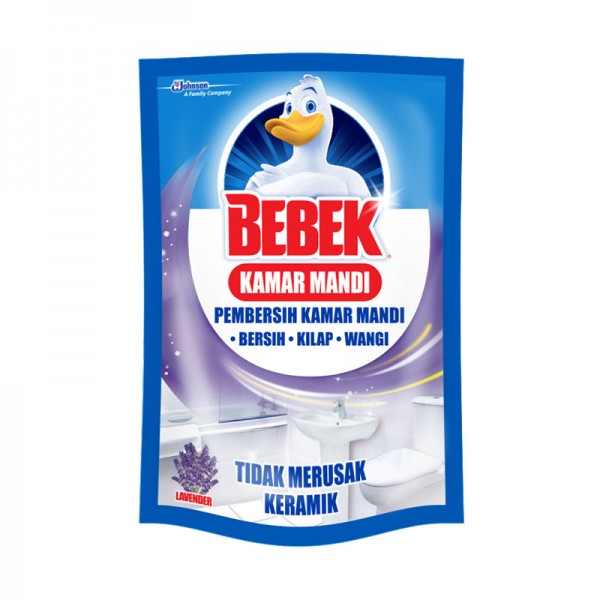 SC Johnson
A Family Company
BEBEK
KAMAR MANDI
PEMBERSIH KAMAR MANDI
• BERSIH • KILAP • WANGI
LAVENDER
TIDAK MERUSAK
KERAMIK